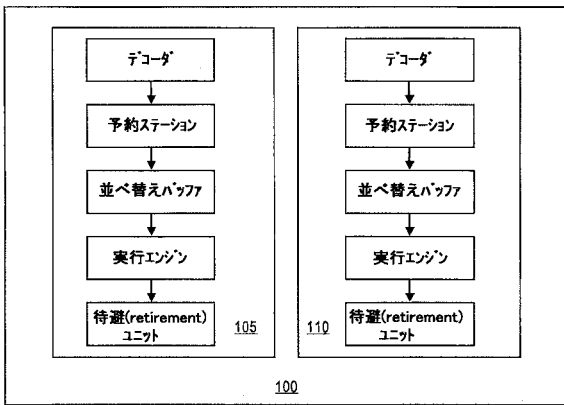 デコーダ
予約ステーション
並べ替えバッファ
実行エンジン
待避(retirement)
ユニット
105
デコーダ
予約ステーション
並べ替えバッファ
実行エンジン
待避(retirement)
ユニット
110
100